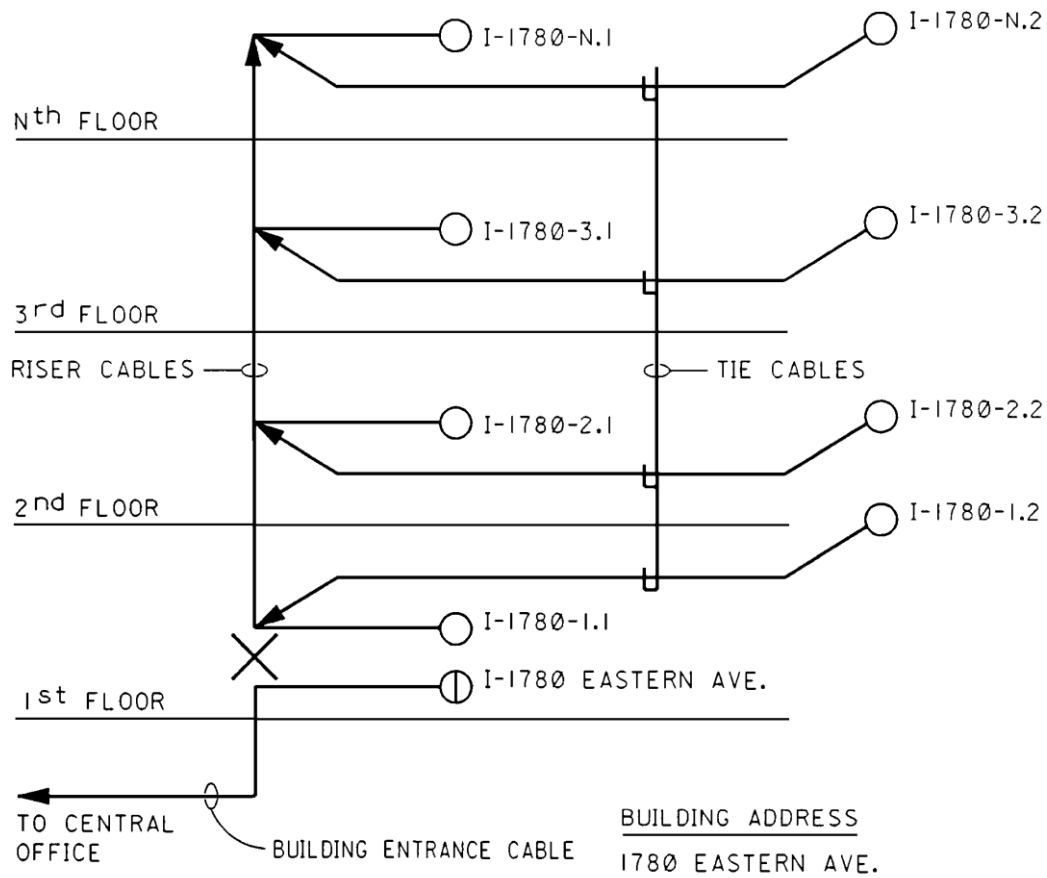 I-1780-N.1
I-1780-N.2
Nth FLOOR
I-1780-3.1
I-1780-3.2
3rd FLOOR
RISER CABLES
TIE CABLES
I-1780-2.1
I-1780-2.2
2nd FLOOR
I-1780-1.2
I-1780-1.1
I-1780 EASTERN AVE.
1st FLOOR
TO CENTRAL
OFFICE
BUILDING ENTRANCE CABLE
BUILDING ADDRESS
1780 EASTERN AVE.